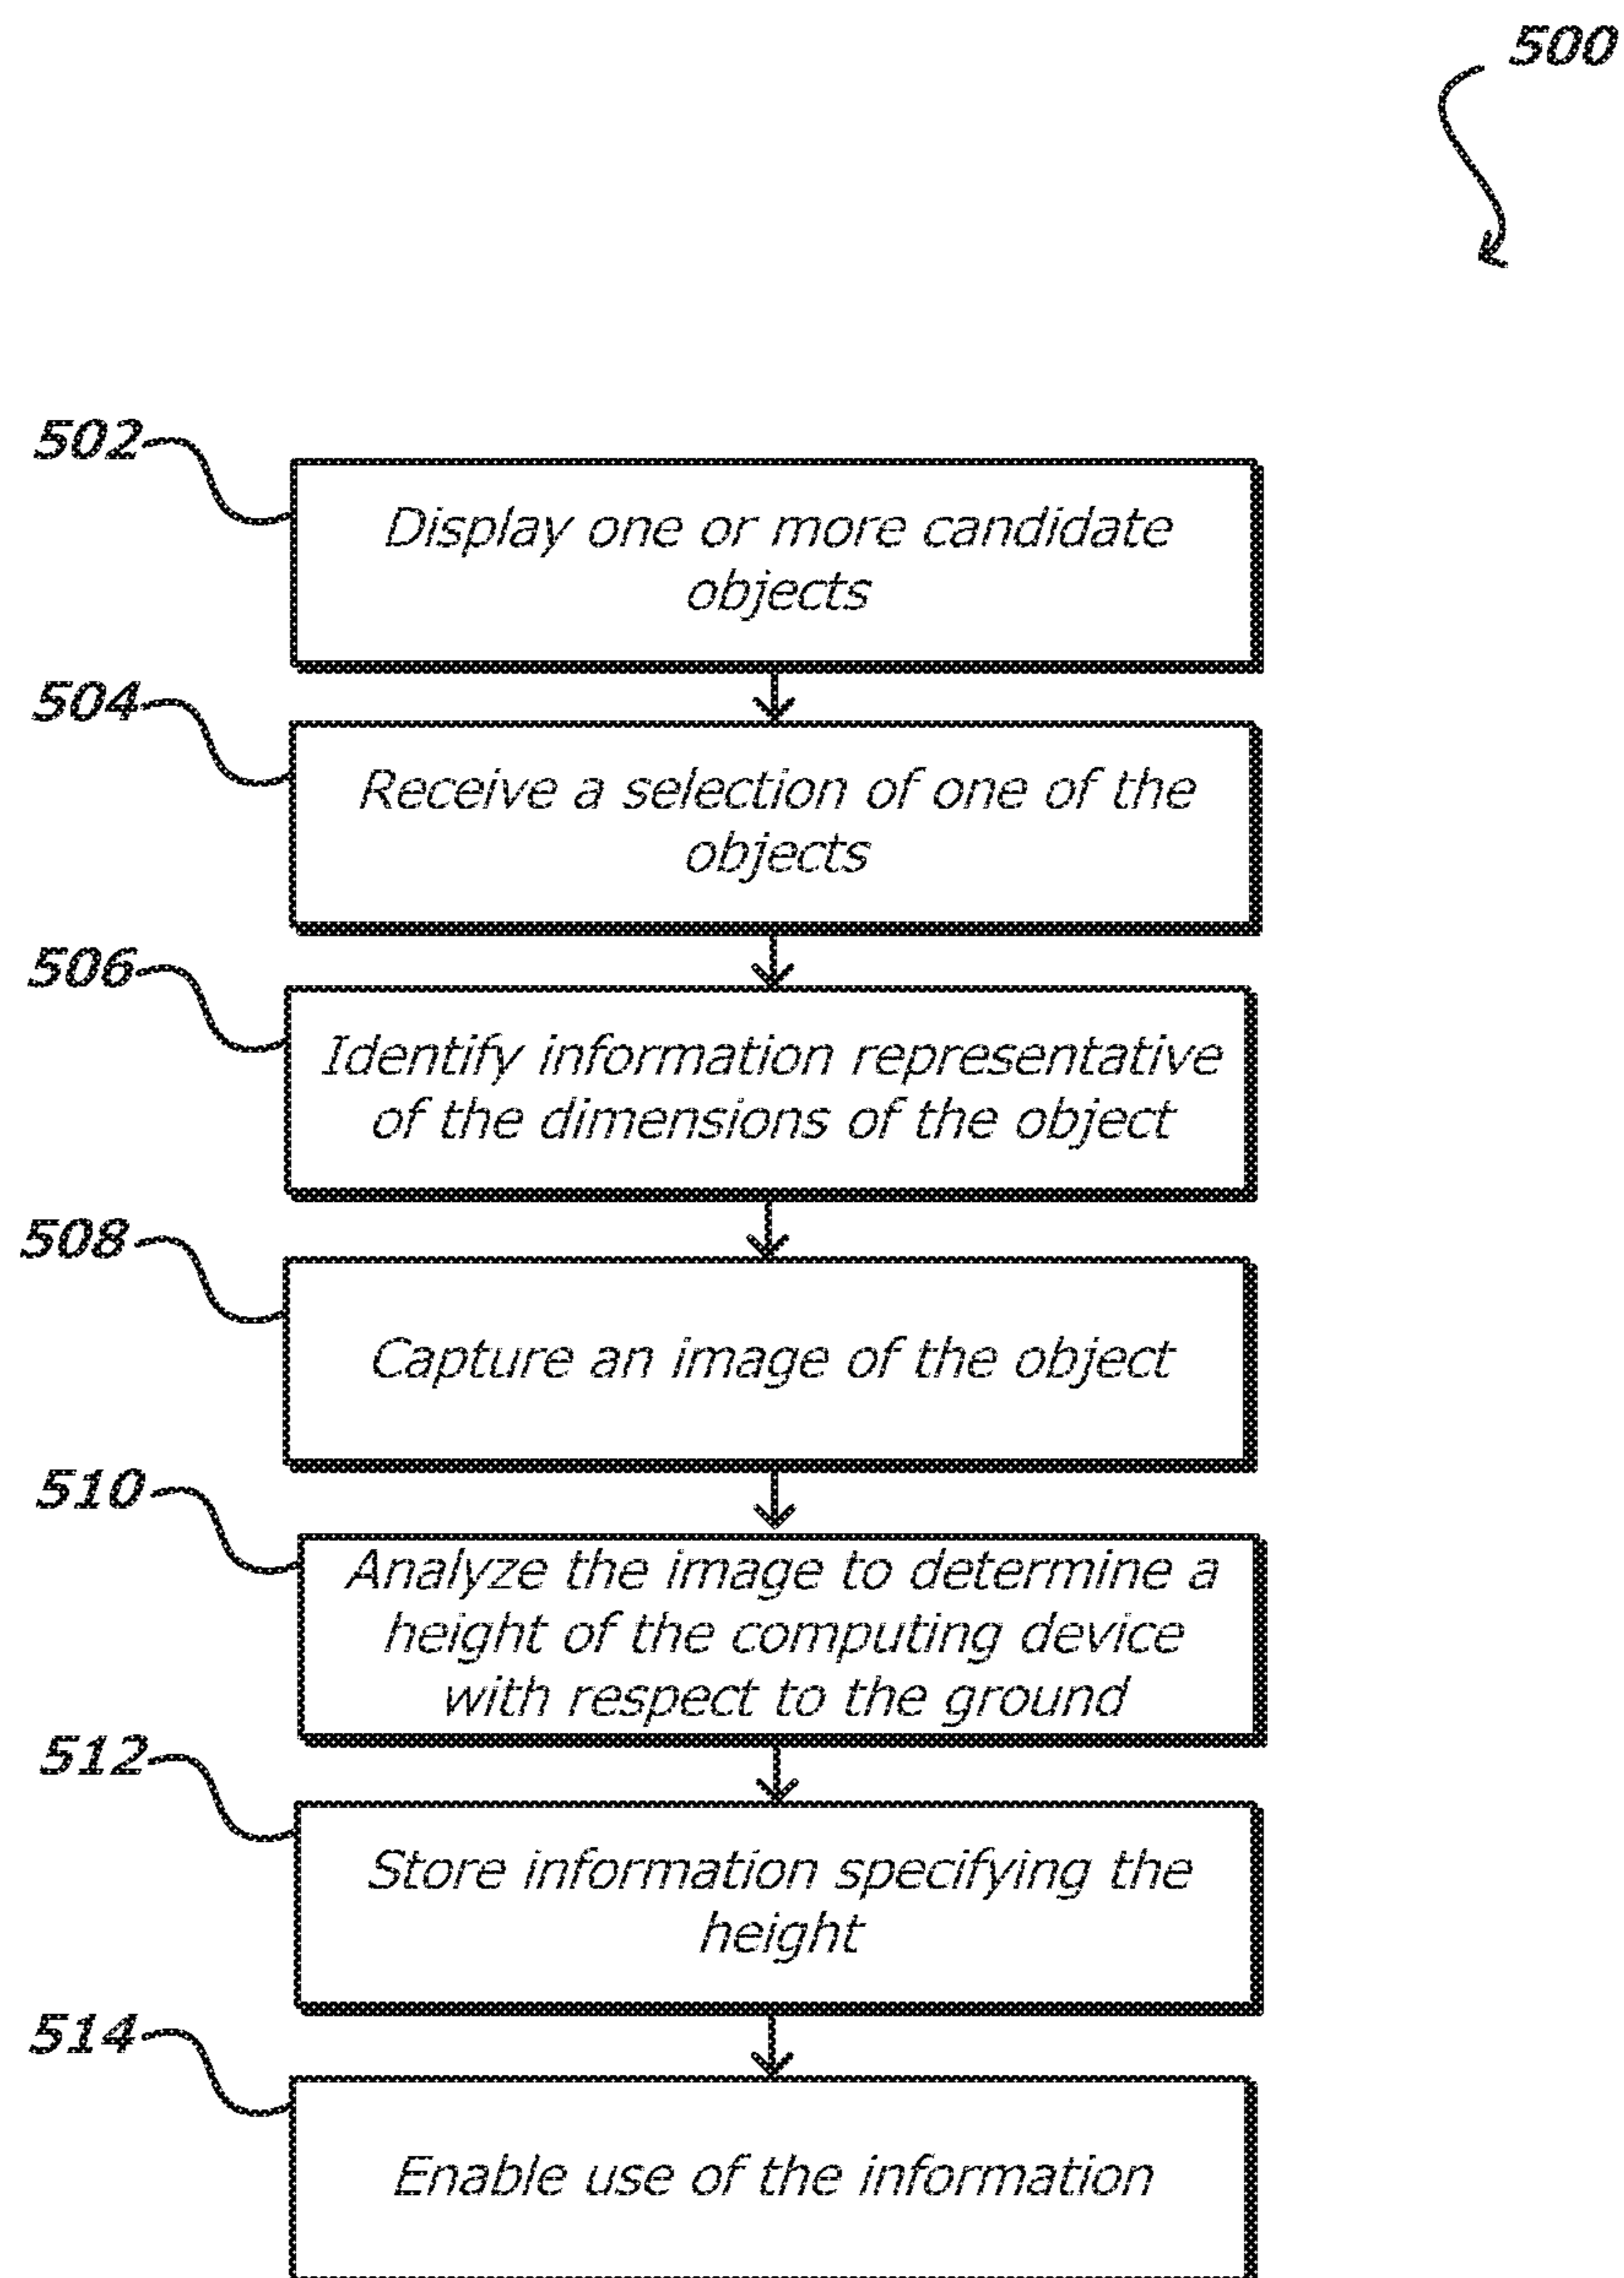 500
502
Display one or more candidate
objects
504
Receive a selection of one of the
objects
506
Identify information representative
of the dimensions of the object
508
Capture an image of the object
510
Analyze the image to determine a
height of the computing device
with respect to the ground
512
Store information specifying the
height
514
Enable use of the information